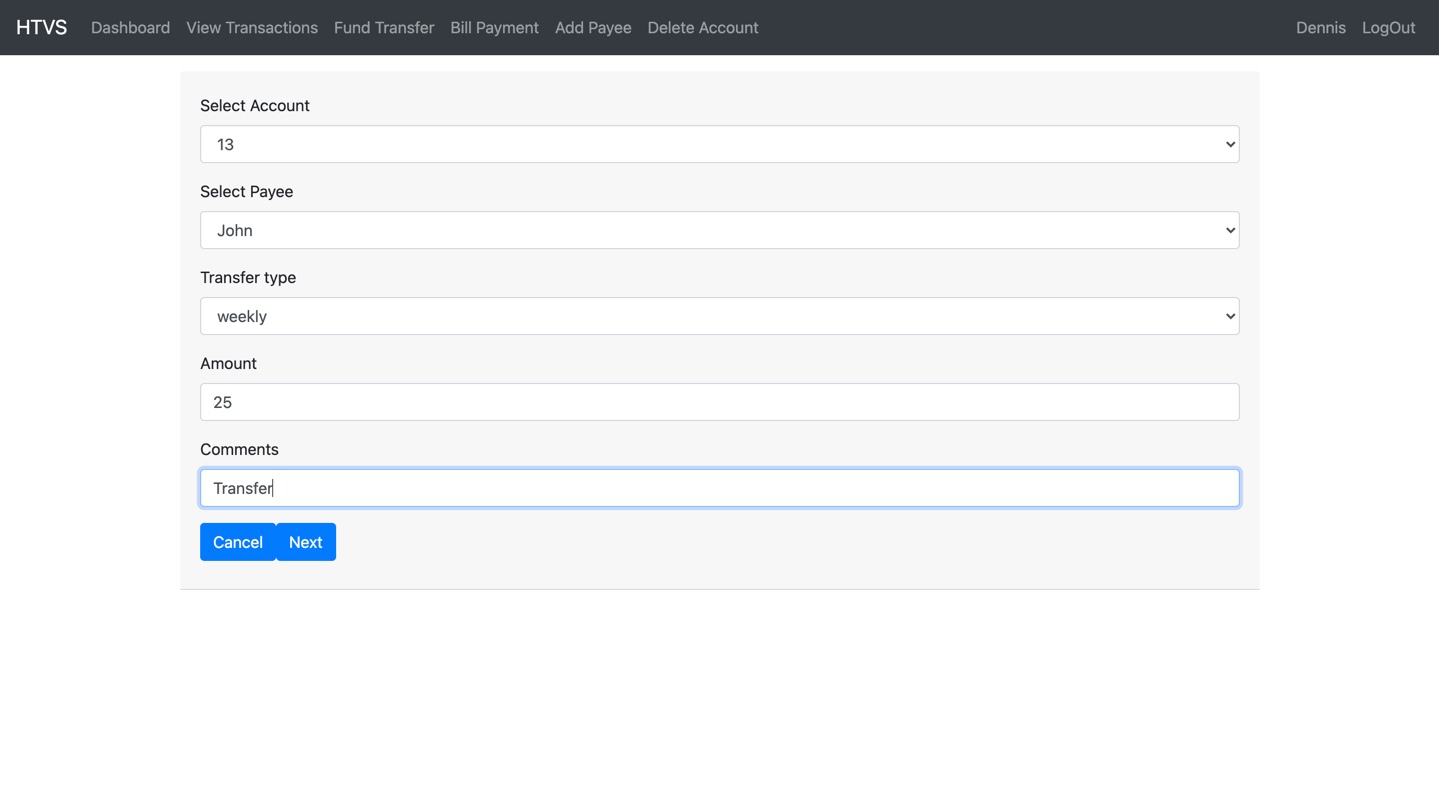 HTVS Dashboard View Transactions Fund Transfer Bill Payment Add Payee Delete Account Dennis LogOut
Select Account
13
Select Payee
John
Transfer type
weekly
Amount
25
Comments
Transfer
Cancel Next